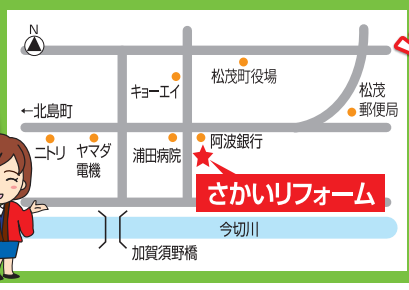 N
キョーエイ
松茂町役場
松茂
郵便局
←北島町
ニトリ
ヤマダ
電機
浦田病院
阿波銀行
さかいリフォーム
今切川
加賀須野橋